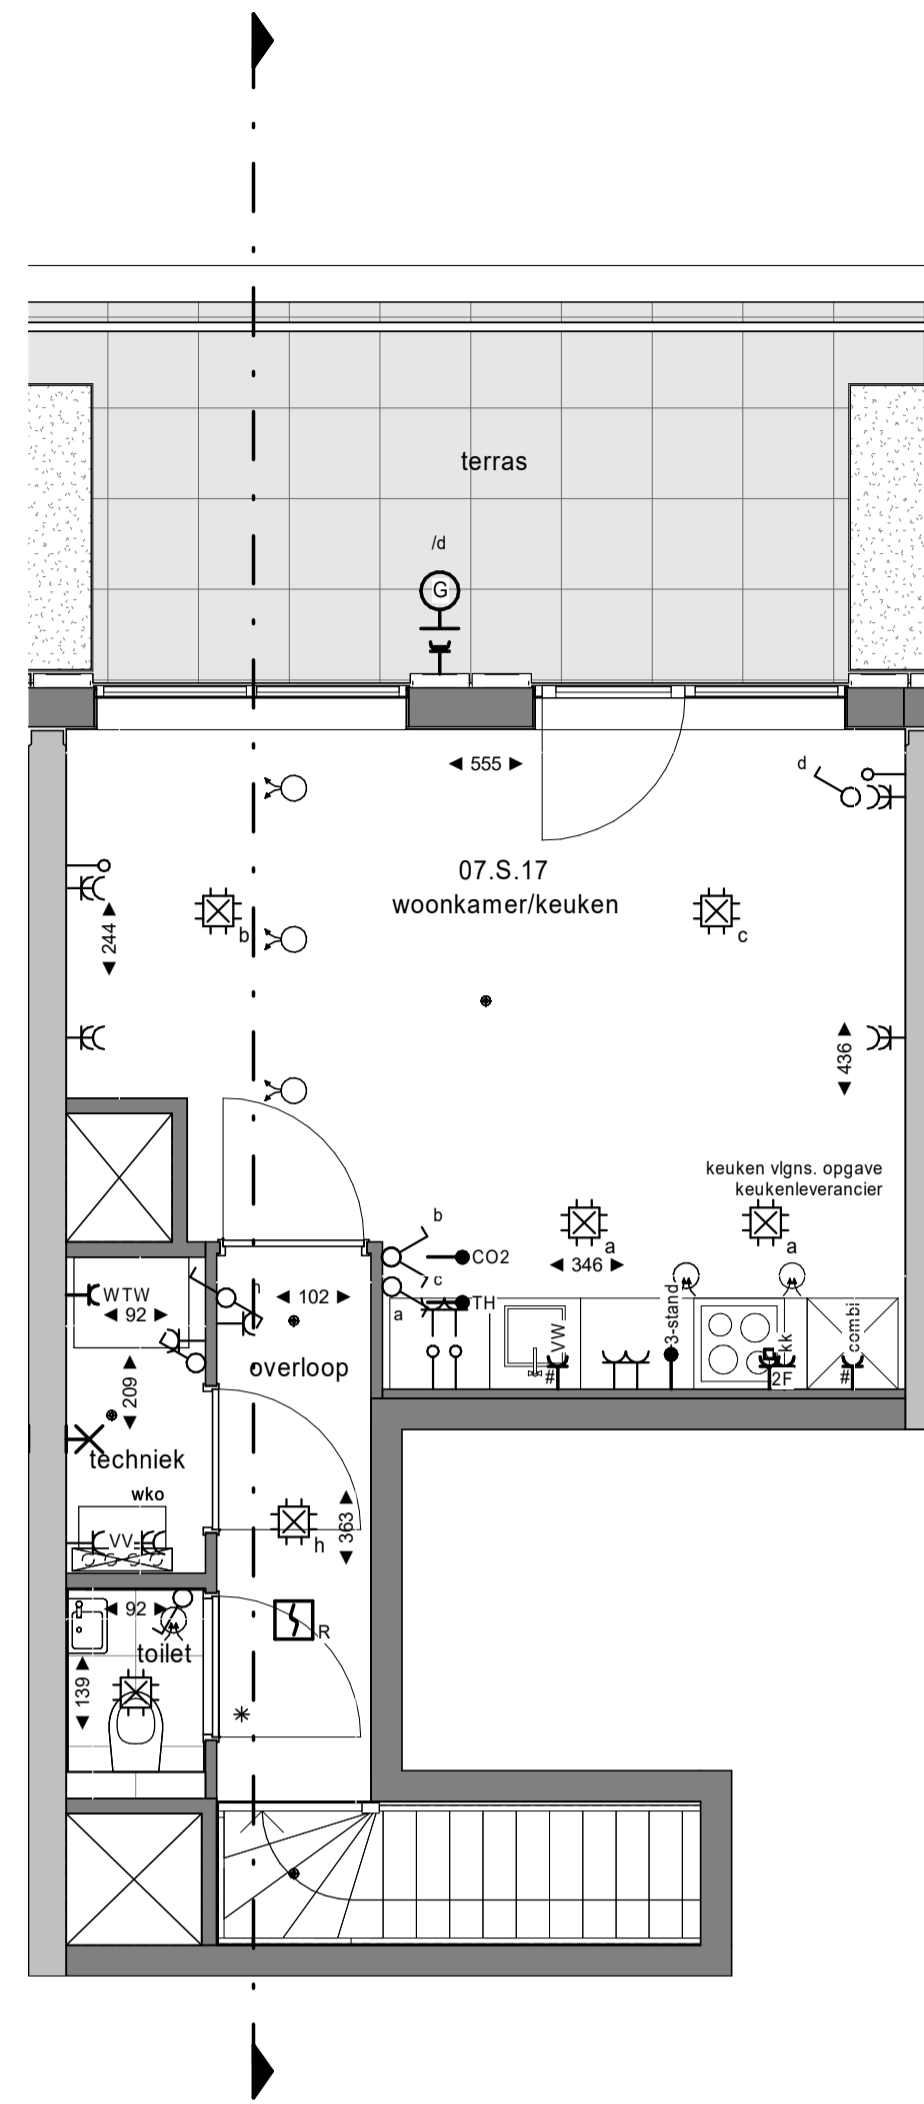 terras
/d
G
◄ 555 ►
d
07.S.17
woonkamer/keuken
b
c
◄ 244 ►
◄ 436 ►
keuken vlgns. opgave
keukenleverancier
b
a
a
CO2
◄ 346 ►
c
TH
a
WTW
◄ 92 ►
h
◄ 102 ►
3-stand
VW
#
kk
2F
combi
#
overloop
◄ 209 ►
techniek
wko
VV
h
◄ 363 ►
◄ 92 ►
R
toilet
◄ 139 ►